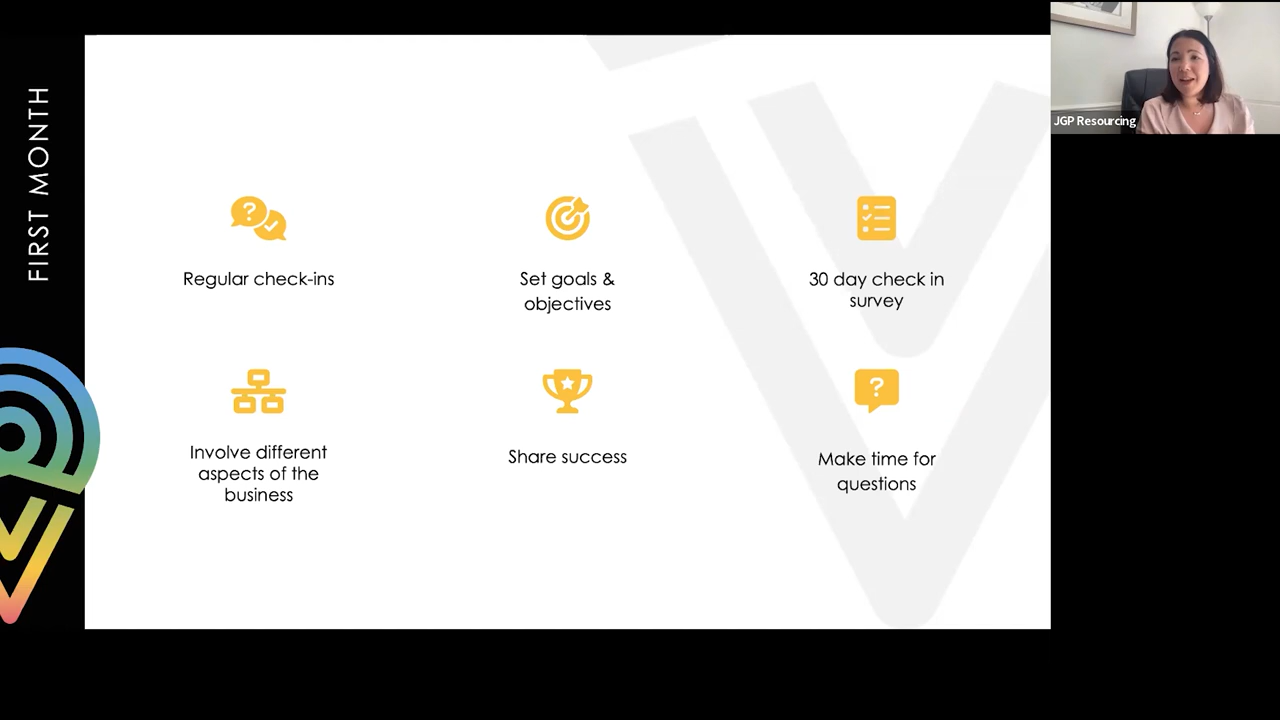 FIRST MONTH
JGP Resourcing
?
Regular check-ins
Set goals &
objectives
30 day check in
survey
Involve different
aspects of the
business
Share success
?
Make time for
questions